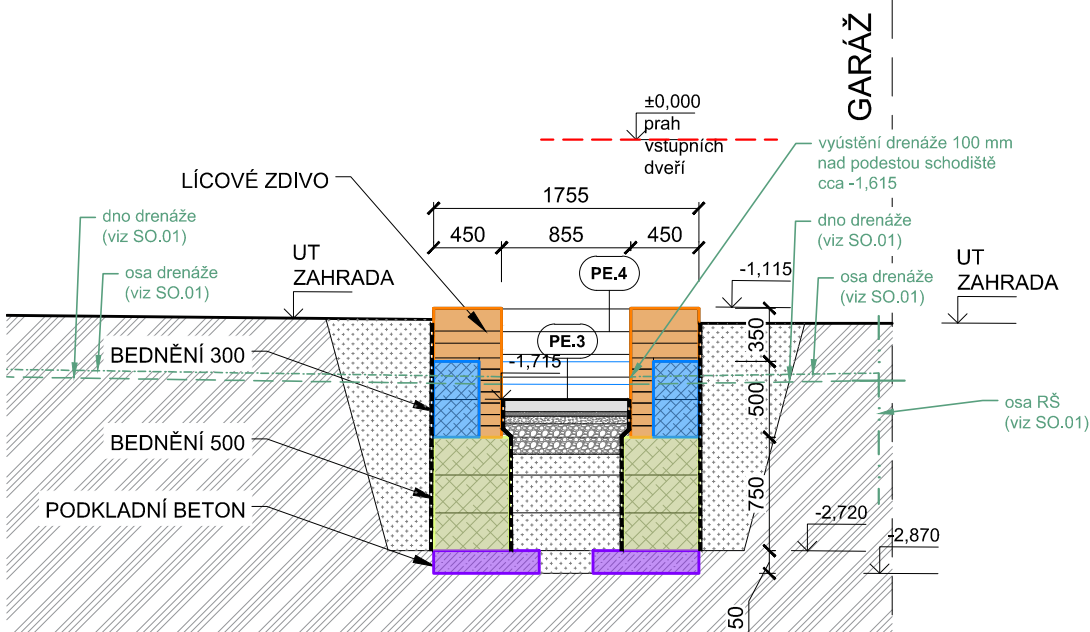 GARÁŽ
±0,000
prah
vstupních
dveří
vyústění drenáže 100 mm
nad podestou schodiště
cca -1,615
LÍCOVÉ ZDIVO
1755
dno drenáže
(viz SO.01)
dno drenáže
(viz SO.01)
450
855
450
UT
ZAHRADA
UT
ZAHRADA
osa drenáže
(viz SO.01)
PE.4
-1,115
osa drenáže
(viz SO.01)
PE.3
350
BEDNĚNÍ 300
-1,715
500
osa RŠ
(viz SO.01)
BEDNĚNÍ 500
750
PODKLADNÍ BETON
-2,720
-2,870
50